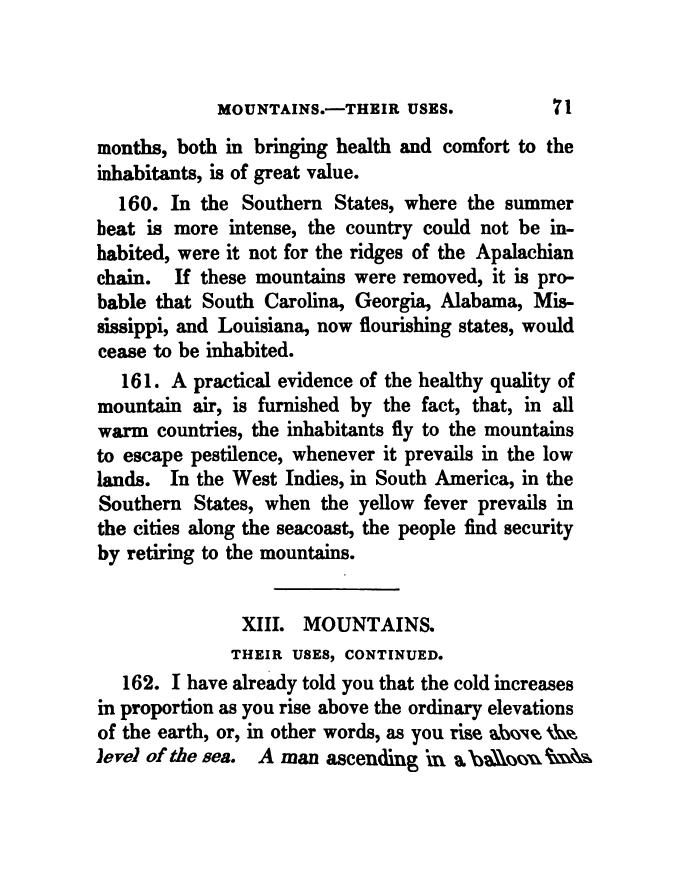 MOUNTAINS.—THEIR USES. 71
months, both in bringing health and comfort to the
inhabitants, is of great value.
160. In the Southern States, where the summer
heat is more intense, the country could not be in-
habited, were it not for the ridges of the Apalachian
chain. If these mountains were removed, it is pro-
bable that South Carolina, Georgia, Alabama, Mis-
sissippi, and Louisiana, now flourishing states, would
cease to be inhabited.
161. A practical evidence of the healthy quality of
mountain air, is furnished by the fact, that, in all
warm countries, the inhabitants fly to the mountains
to escape pestilence, whenever it prevails in the low
lands. In the West Indies, in South America, in the
Southern States, when the yellow fever prevails in
the cities along the seacoast, the people find security
by retiring to the mountains.
XIII. MOUNTAINS.
THEIR USES, CONTINUED.
162. I have already told you that the cold increases
in proportion as you rise above the ordinary elevations
of the earth, or, in other words, as you rise above the
level of the sea. A man ascending in a balloon finds